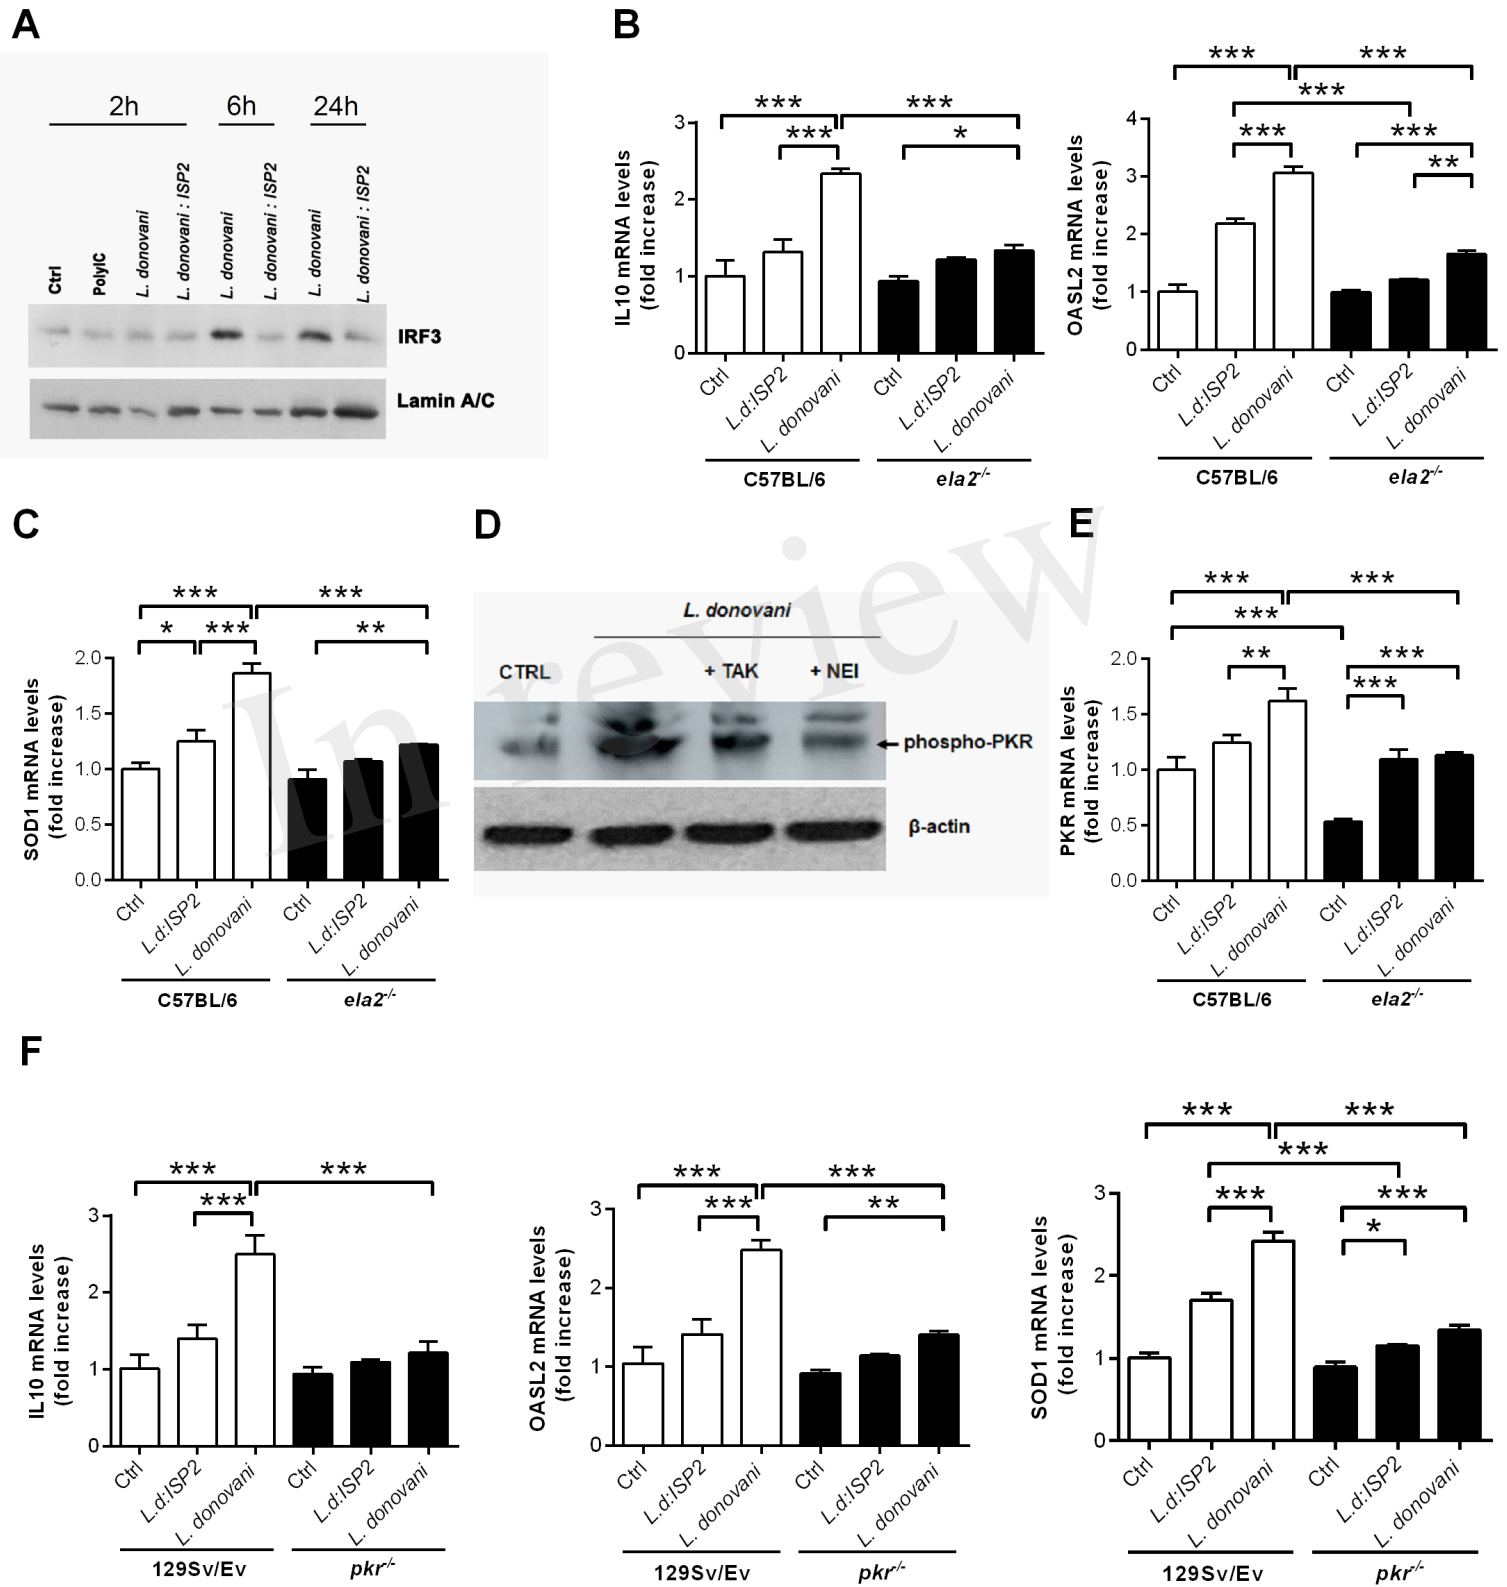 A
2h
6h
24h
Ctrl
PolyIC
L. donovani
L. donovani : ISP2
L. donovani
L. donovani : ISP2
L. donovani
L. donovani : ISP2
IRF3
Lamin A/C
B
IL10 mRNA levels
(fold increase)
3
2
1
0
***
***
***
*
Ctrl
L.d:ISP2
L. donovani
Ctrl
L.d:ISP2
L. donovani
C57BL/6
ela2-/-
OASL2 mRNA levels
(fold increase)
4
3
2
1
0
***
***
***
***
***
**
Ctrl
L.d:ISP2
L. donovani
Ctrl
L.d:ISP2
L. donovani
C57BL/6
ela2-/-
C
SOD1 mRNA levels
(fold increase)
2.0
1.5
1.0
0.5
0.0
***
***
*
***
**
Ctrl
L.d:ISP2
L. donovani
Ctrl
L.d:ISP2
L. donovani
C57BL/6
ela2-/-
D
L. donovani
CTRL
+ TAK
+ NEI
phospho-PKR
β-actin
E
PKR mRNA levels
(fold increase)
2.0
1.5
1.0
0.5
0.0
***
***
***
**
***
***
Ctrl
L.d:ISP2
L. donovani
Ctrl
L.d:ISP2
L. donovani
C57BL/6
ela2-/-
In review
F
IL10 mRNA levels
(fold increase)
3
2
1
0
***
***
***
Ctrl
L.d:ISP2
L. donovani
Ctrl
L.d:ISP2
L. donovani
129Sv/Ev
pkr-/-
OASL2 mRNA levels
(fold increase)
3
2
1
0
***
***
***
**
Ctrl
L.d:ISP2
L. donovani
Ctrl
L.d:ISP2
L. donovani
129Sv/Ev
pkr-/-
SOD1 mRNA levels
(fold increase)
3
2
1
0
***
***
***
***
***
*
Ctrl
L.d:ISP2
L. donovani
Ctrl
L.d:ISP2
L. donovani
129Sv/Ev
pkr-/-